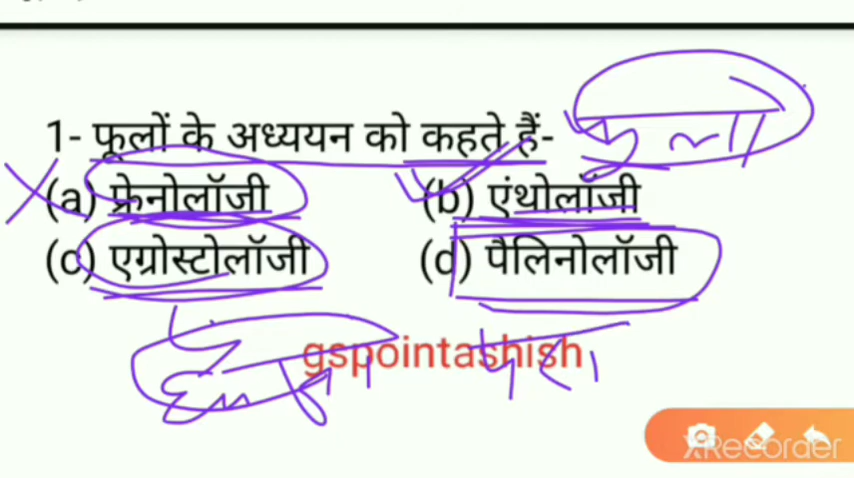 1- फूलों के अध्ययन को कहते हैं-
(a) फ्रेनोलॉजी (b) एंथोलॉजी
(c) एग्रोस्टोलॉजी (d) पैलिनोलॉजी
gspointashish
XRecorder